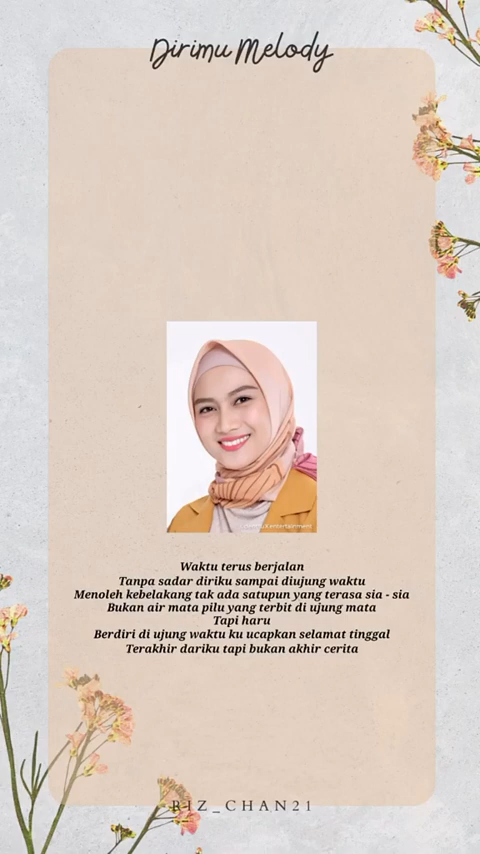 Dirimu Melody
entertainment
Waktu terus berjalan
Tanpa sadar diriku sampai diujung waktu
Menoleh kebelakang tak ada satupun yang terasa sia - sia
Bukan air mata pilu yang terbit di ujung mata
Tapi haru
Berdiri di ujung waktu ku ucapkan selamat tinggal
Terakhir dariku tapi bukan akhir cerita
RIZ_CHAN21